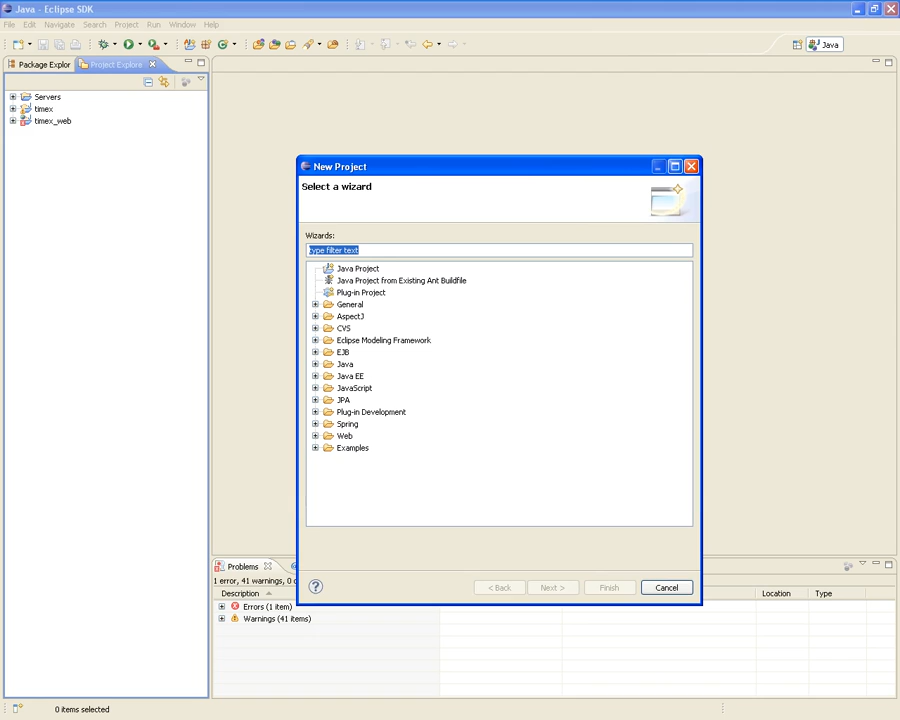 Java - Eclipse SDK
File Edit Navigate Search Project Run Window Help
Java
Package Explor Project Explore
Servers
timex
timex_web
New Project
Select a wizard
Wizards:
type filter text
Java Project
Java Project from Existing Ant Buildfile
Plug-in Project
General
AspectJ
CVS
Eclipse Modeling Framework
EJB
Java
Java EE
JavaScript
JPA
Plug-in Development
Spring
Web
Examples
< Back Next > Finish Cancel
Problems
1 error, 41 warnings, 0
Description Location Type
Errors (1 item)
Warnings (41 items)
0 items selected